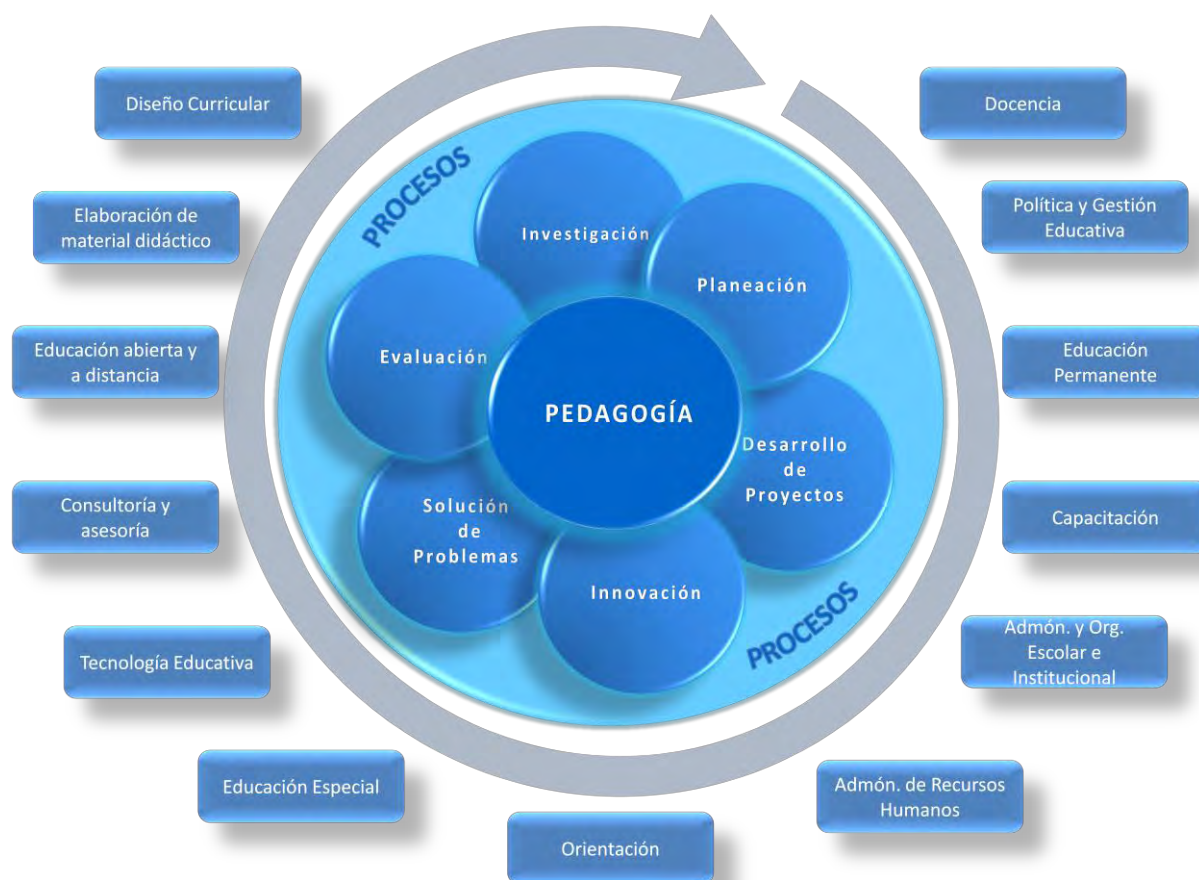 Diseño Curricular
Elaboración de
material didáctico
Educación abierta y
a distancia
Consultoría y
asesoría
Tecnología Educativa
Educación Especial
Orientación
Docencia
Política y Gestión
Educativa
Educación
Permanente
Capacitación
Admón. y Org.
Escolar e
Institucional
Admón. de Recursos
Humanos
PROCESOS
Investigación
Planeación
Desarrollo
de
Proyectos
Innovación
Solución
de
Problemas
Evaluación
PEDAGOGÍA
PROCESOS